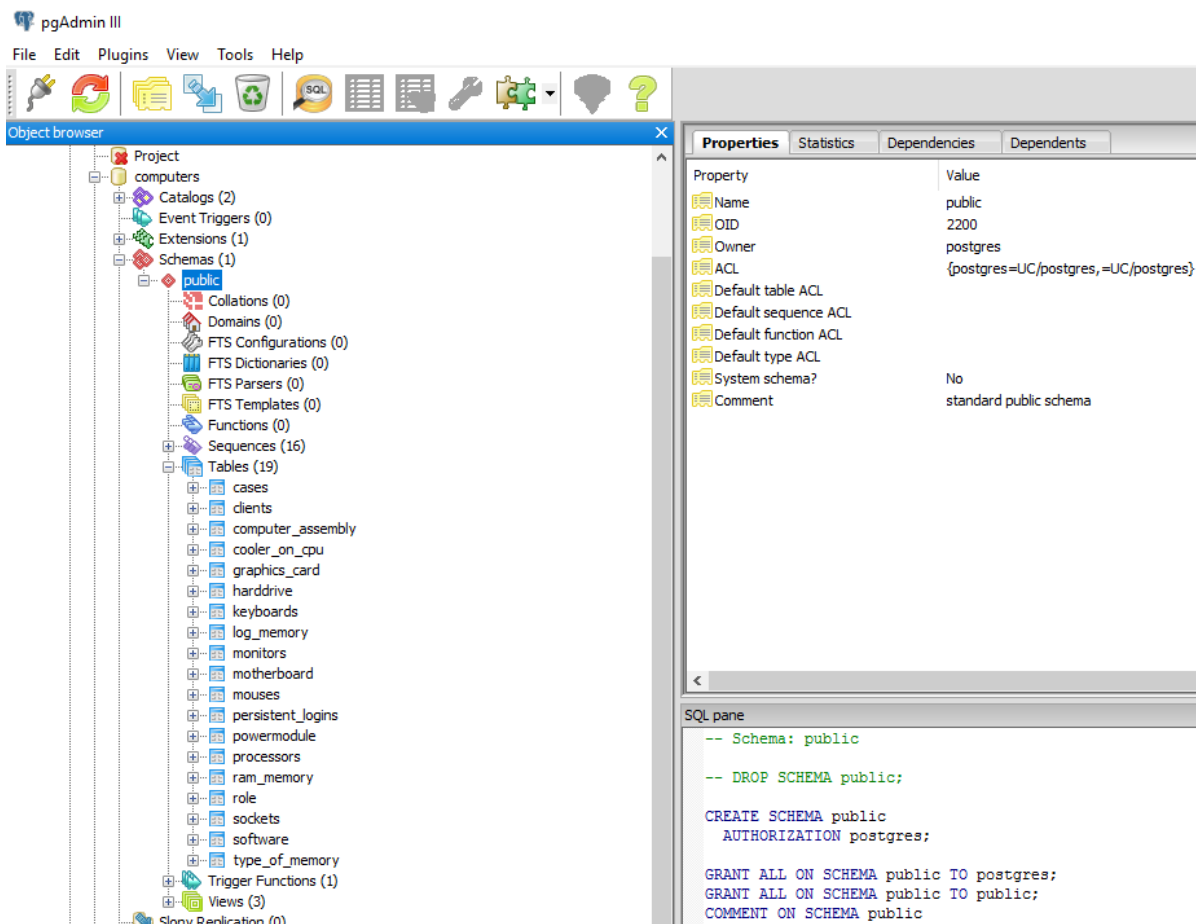 pgAdmin III
File Edit Plugins View Tools Help
SQL
Object browser
Project
computers
Catalogs (2)
Event Triggers (0)
Extensions (1)
Schemas (1)
public
Collations (0)
Domains (0)
FTS Configurations (0)
FTS Dictionaries (0)
FTS Parsers (0)
FTS Templates (0)
Functions (0)
Sequences (16)
Tables (19)
cases
clients
computer_assembly
cooler_on_cpu
graphics_card
harddrive
keyboards
log_memory
monitors
motherboard
mouses
persistent_logins
powermodule
processors
ram_memory
role
sockets
software
type_of_memory
Trigger Functions (1)
Views (3)
Slony Replication (0)
Properties Statistics Dependencies Dependents
Property Value
Name public
OID 2200
Owner postgres
ACL {postgres=UC/postgres,=UC/postgres}
Default table ACL
Default sequence ACL
Default function ACL
Default type ACL
System schema? No
Comment standard public schema
SQL pane
-- Schema: public
-- DROP SCHEMA public;
CREATE SCHEMA public
AUTHORIZATION postgres;
GRANT ALL ON SCHEMA public TO postgres;
GRANT ALL ON SCHEMA public TO public;
COMMENT ON SCHEMA public